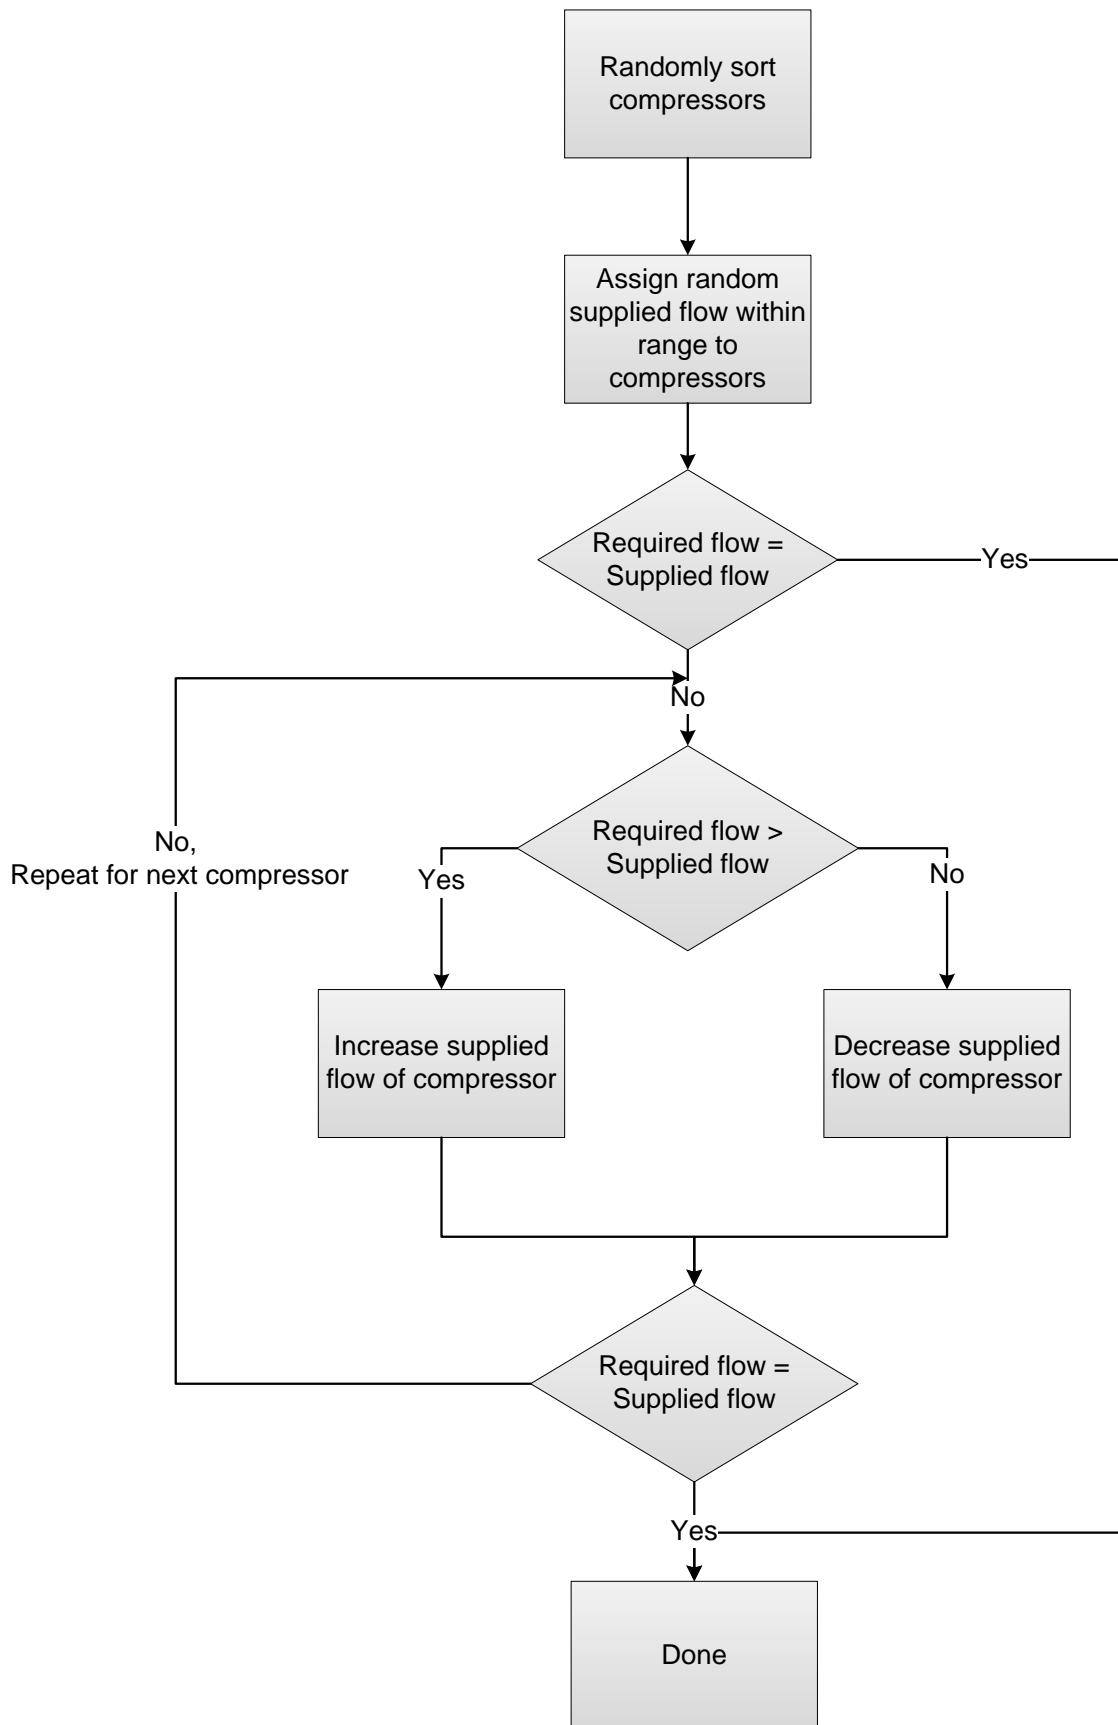 Randomly sort
compressors
Assign random
supplied flow within
range to
compressors
Required flow =
Supplied flow
Yes
No
Required flow >
Supplied flow
No,
Repeat for next compressor
Yes
No
Increase supplied
flow of compressor
Decrease supplied
flow of compressor
Required flow =
Supplied flow
Yes
Done